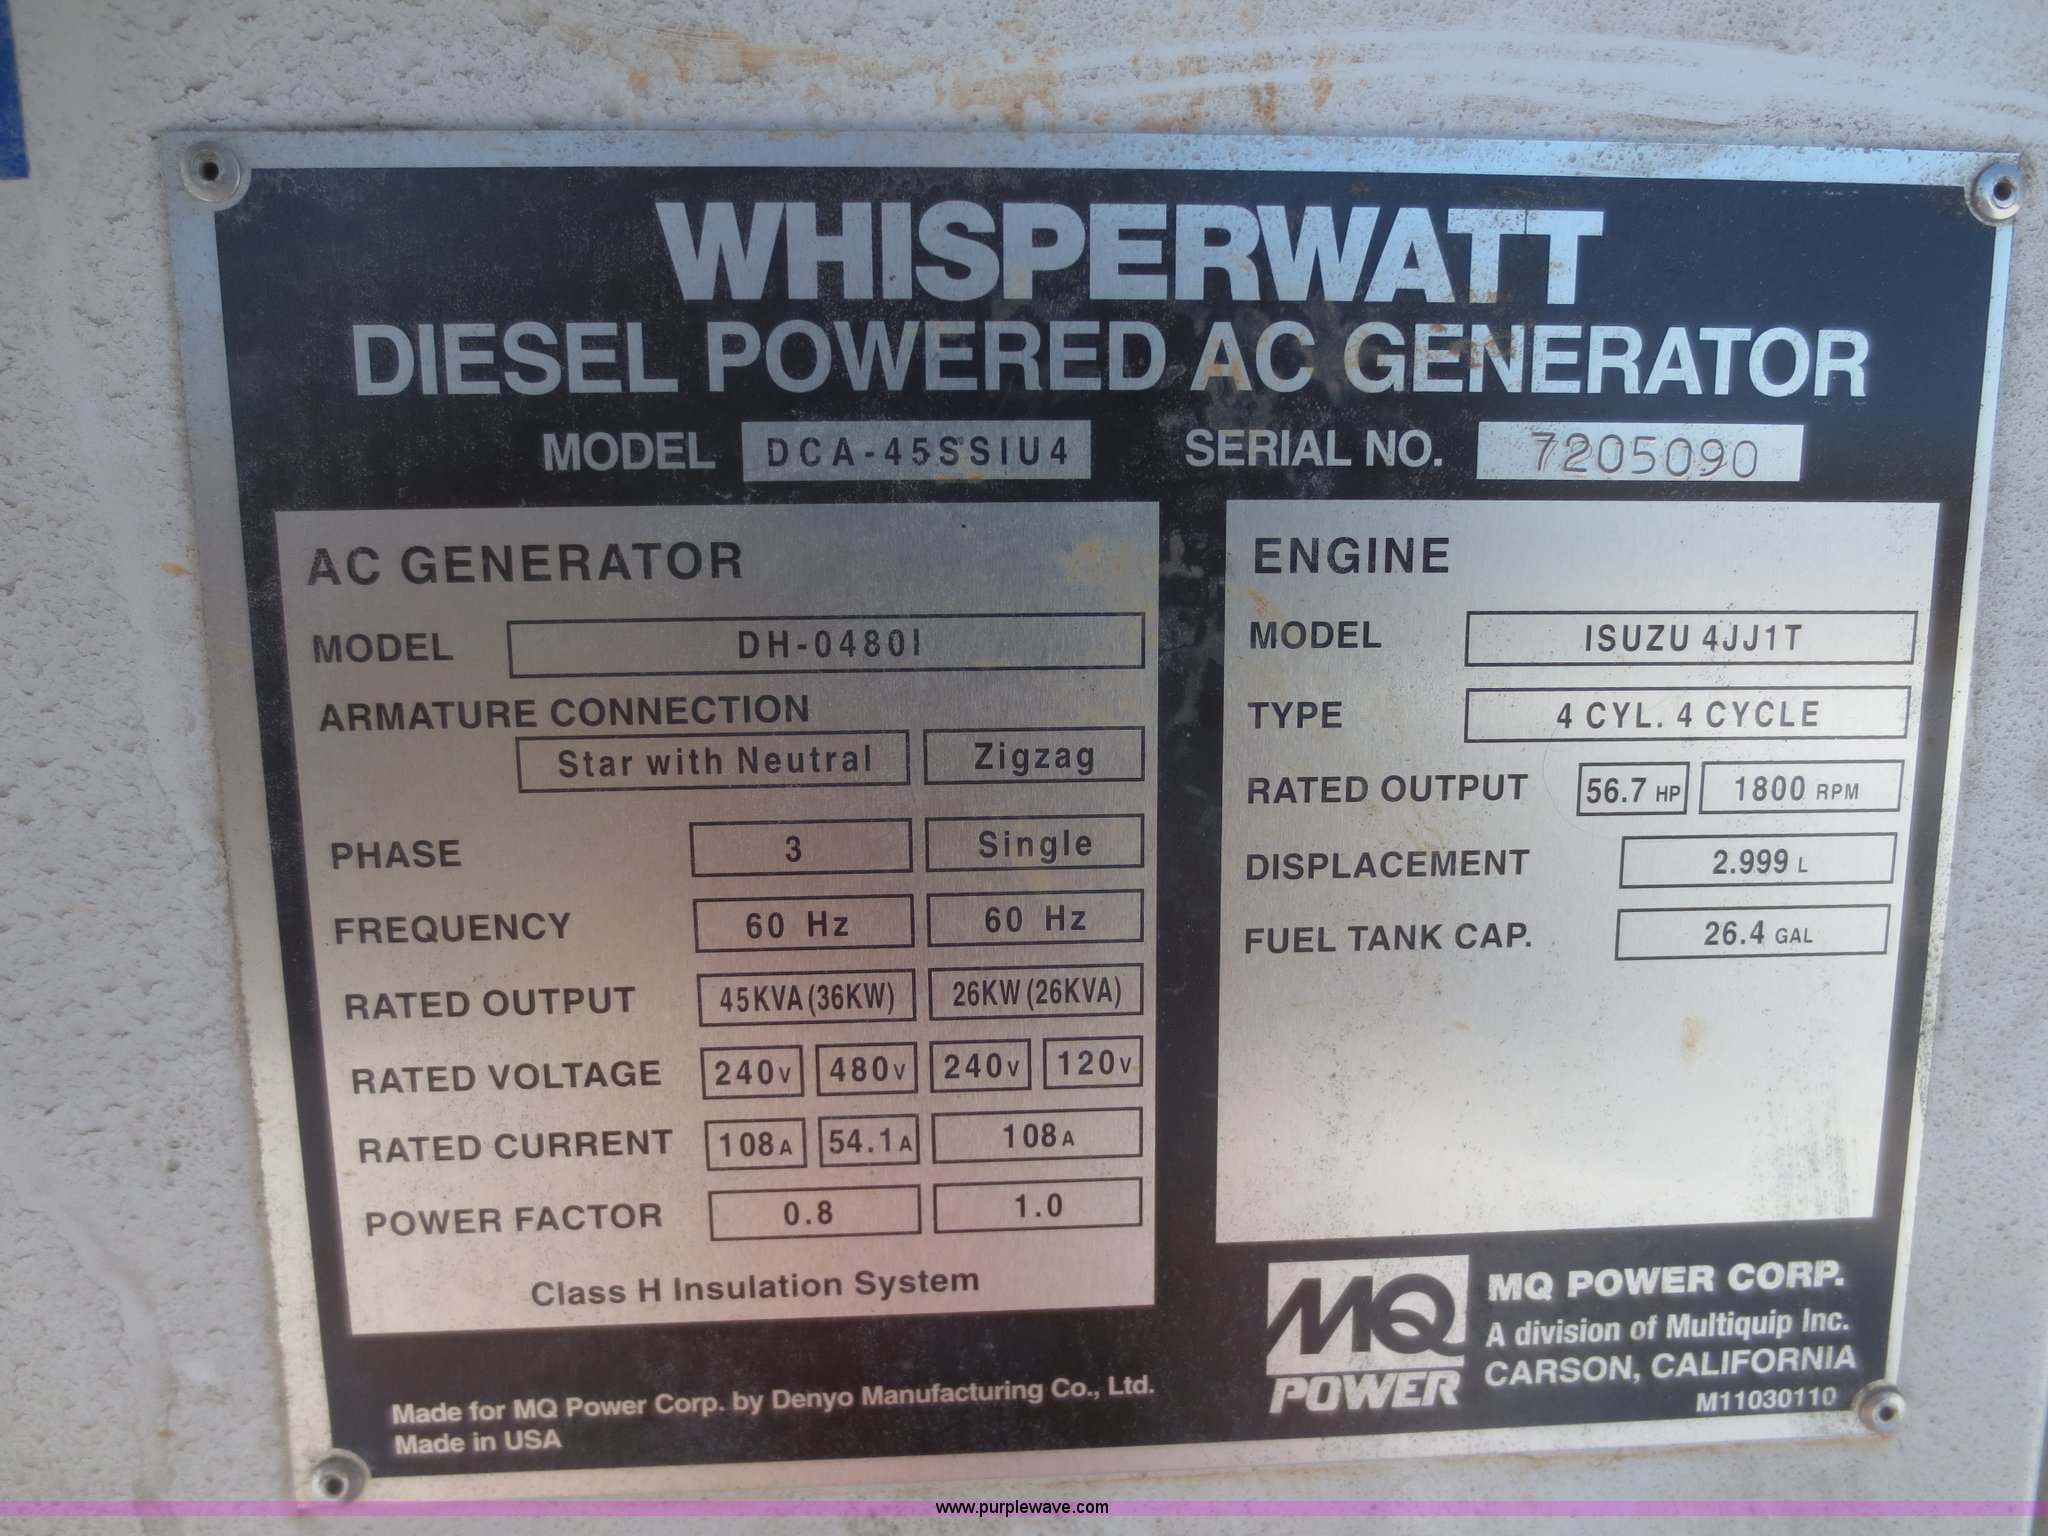 WHISPERWATT
DIESEL POWERED AC GENERATOR
MODEL DCA-45SSIU4 SERIAL NO. 7205090
AC GENERATOR
MODEL DH-0480I
ARMATURE CONNECTION
Star with Neutral Zigzag
PHASE 3 Single
FREQUENCY 60 Hz 60 Hz
RATED OUTPUT 45KVA (36KW) 26KW (26KVA)
RATED VOLTAGE 240V 480V 240V 120V
RATED CURRENT 108A 54.1A 108A
POWER FACTOR 0.8 1.0
Class H Insulation System
ENGINE
MODEL ISUZU 4JJ1T
TYPE 4 CYL. 4 CYCLE
RATED OUTPUT 56.7 HP 1800 RPM
DISPLACEMENT 2.999 L
FUEL TANK CAP. 26.4 GAL
MQ POWER
MQ POWER CORP.
A division of Multiquip Inc.
CARSON, CALIFORNIA
M11030110
Made for MQ Power Corp. by Denyo Manufacturing Co., Ltd.
Made in USA
www.purplewave.com